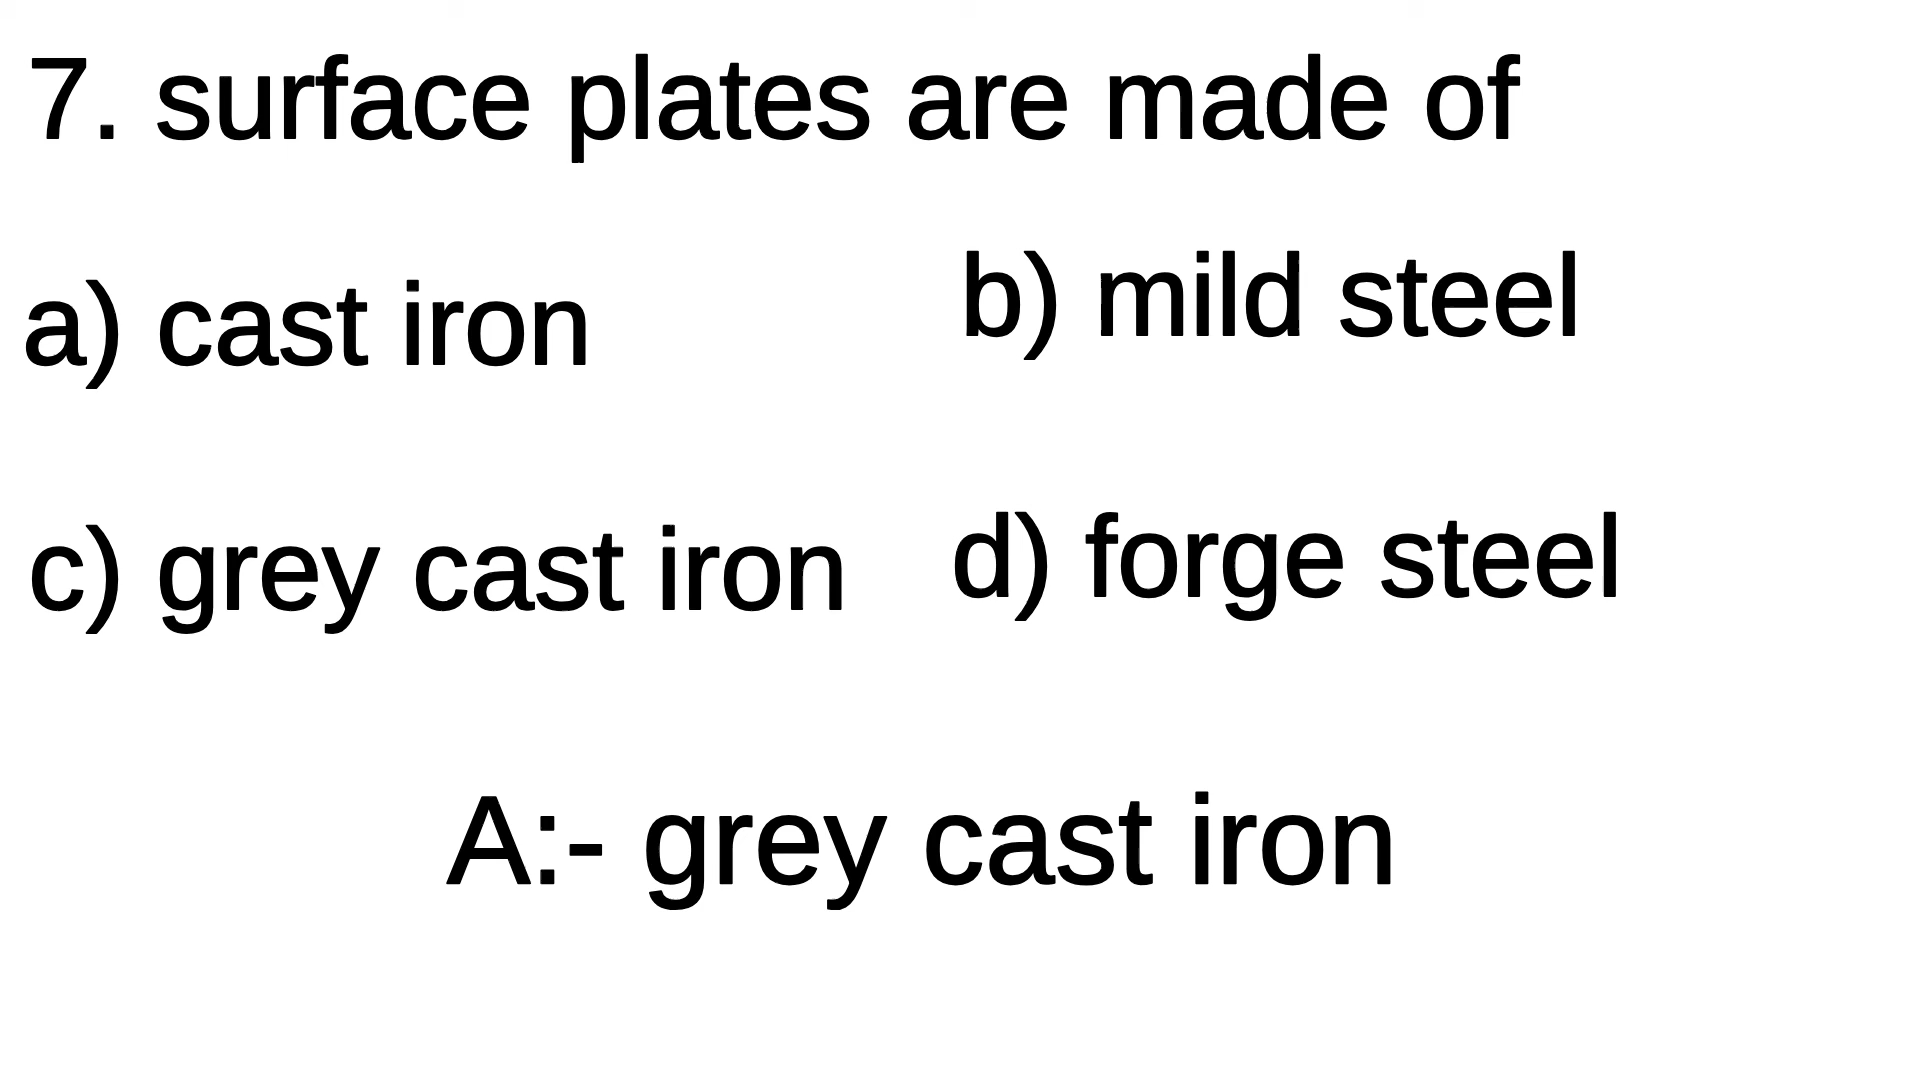 7. surface plates are made of
a) cast iron
b) mild steel
c) grey cast iron
d) forge steel
A:- grey cast iron